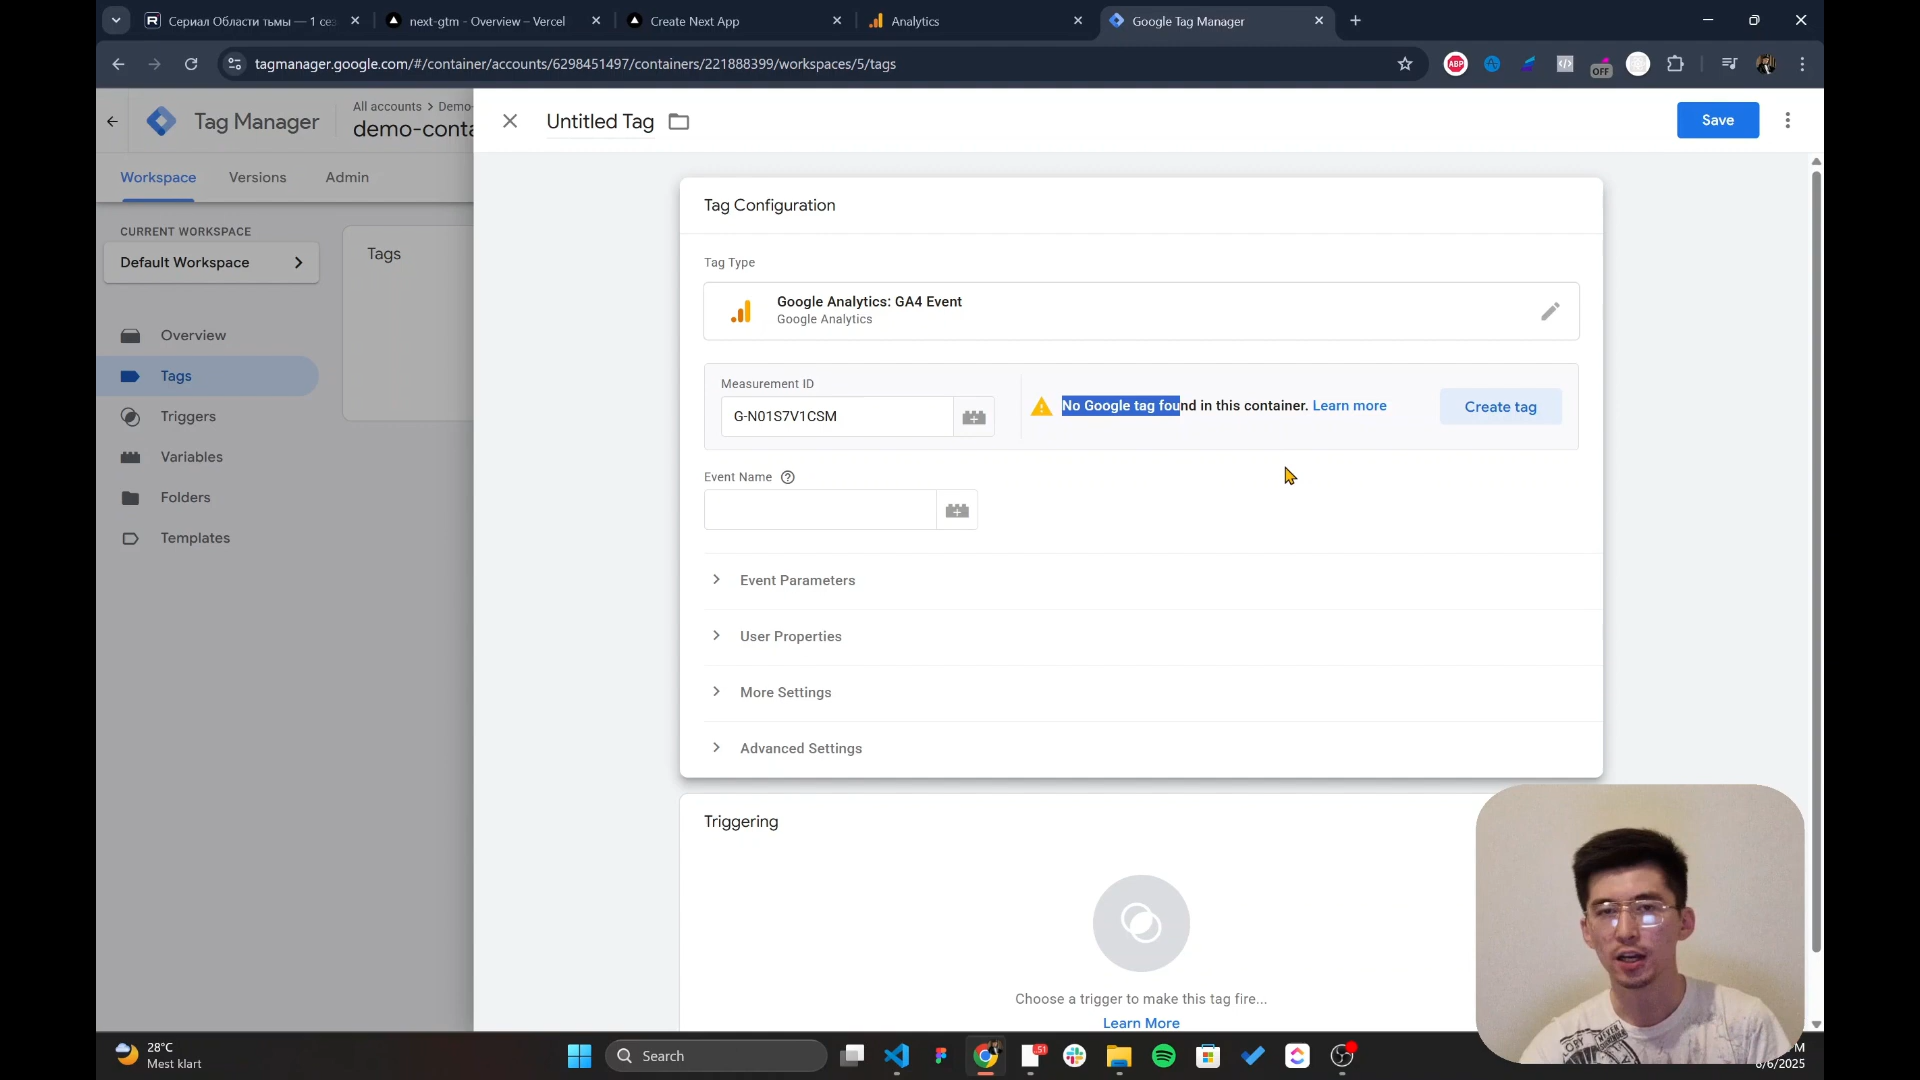 Сериал Области тьмы — 1 сез
next-gtm - Overview – Vercel
Create Next App
Analytics
Google Tag Manager
tagmanager.google.com/#/container/accounts/6298451497/containers/221888399/workspaces/5/tags
ABP
OFF
Tag Manager
All accounts > Demo-
demo-conta
Untitled Tag
Save
Workspace
Versions
Admin
CURRENT WORKSPACE
Default Workspace
Overview
Tags
Triggers
Variables
Folders
Templates
Tags
Tag Configuration
Tag Type
Google Analytics: GA4 Event
Google Analytics
Measurement ID
G-N01S7V1CSM
No Google tag found in this container. Learn more
Create tag
Event Name
Event Parameters
User Properties
More Settings
Advanced Settings
Triggering
Choose a trigger to make this tag fire...
Learn More
28°C
Mest klart
Search
51
M
6/6/2025